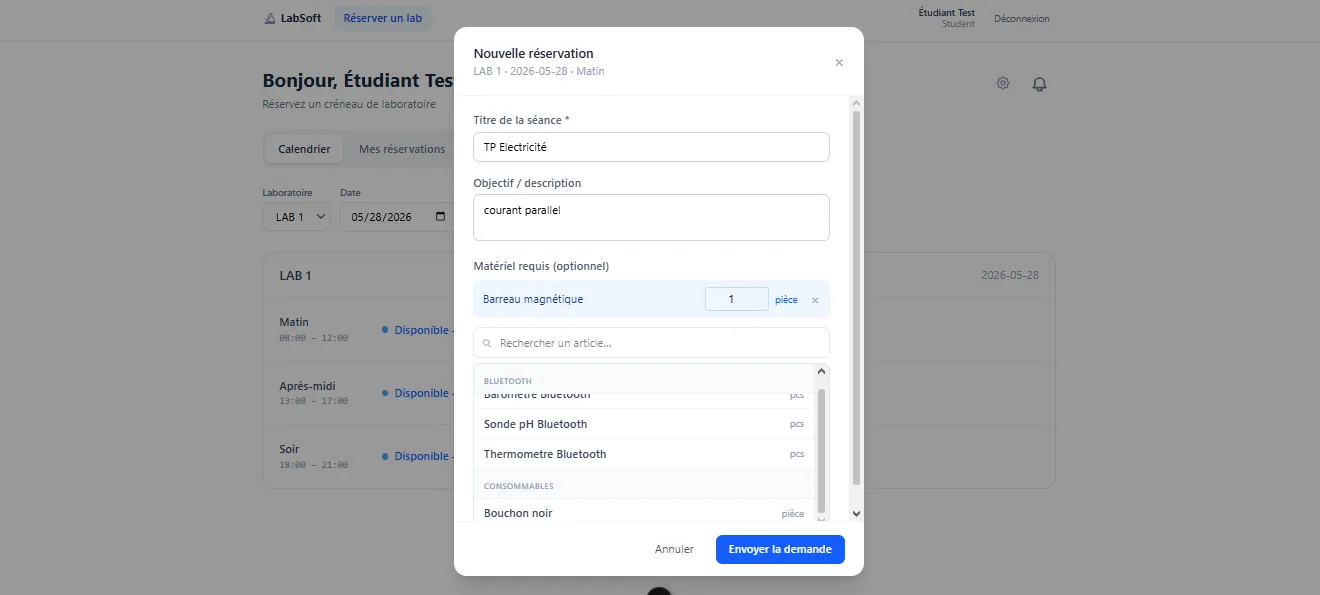 LabSoft
Réserver un lab
Étudiant Test
Student
Déconnexion
Bonjour, Étudiant Tes
Réservez un créneau de laboratoire
Calendrier
Mes réservations
Laboratoire
Date
LAB 1
05/28/2026
LAB 1
2026-05-28
Matin
08:00 – 12:00
Disponible -
Après-midi
13:00 – 17:00
Disponible -
Soir
18:00 – 21:00
Disponible -
Nouvelle réservation
LAB 1 · 2026-05-28 · Matin
×
Titre de la séance *
TP Electricité
Objectif / description
courant parallel
Matériel requis (optionnel)
Barreau magnétique
1
pièce
×
Rechercher un article...
BLUETOOTH
Barometre Bluetooth
pcs
Sonde pH Bluetooth
pcs
Thermometre Bluetooth
pcs
CONSOMMABLES
Bouchon noir
pièce
Annuler
Envoyer la demande